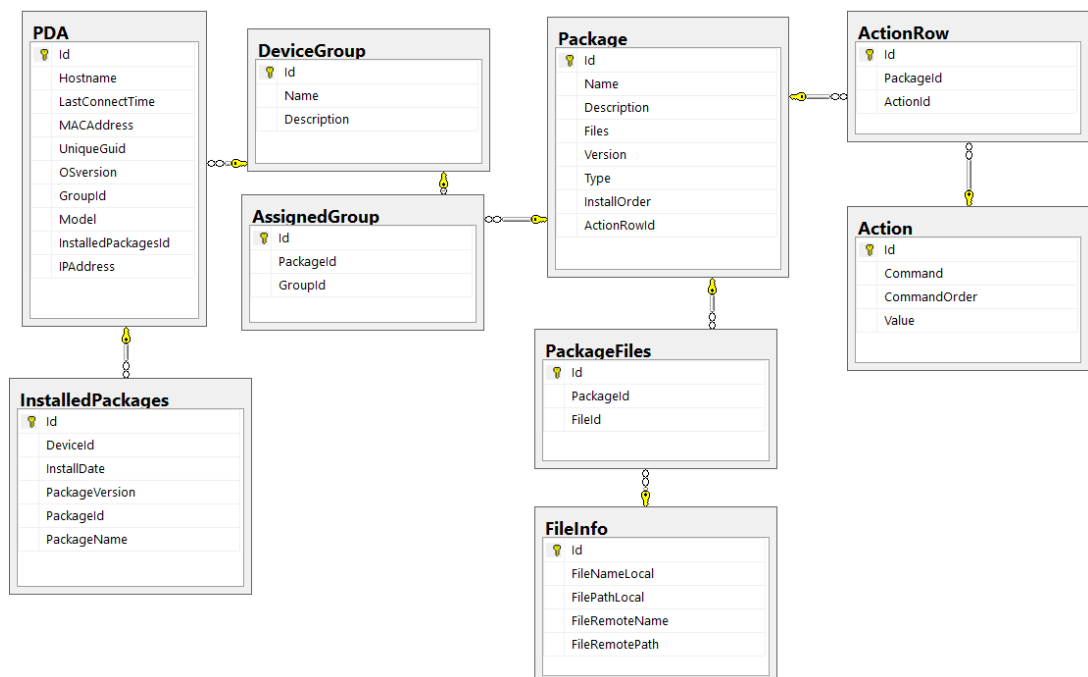 PDA
Id
Hostname
LastConnectTime
MACAddress
UniqueGuid
OSversion
GroupId
Model
InstalledPackagesId
IPAddress
DeviceGroup
Id
Name
Description
AssignedGroup
Id
PackageId
GroupId
Package
Id
Name
Description
Files
Version
Type
InstallOrder
ActionRowId
ActionRow
Id
PackageId
ActionId
Action
Id
Command
CommandOrder
Value
InstalledPackages
Id
DeviceId
InstallDate
PackageVersion
PackageId
PackageName
PackageFiles
Id
PackageId
FileId
FileInfo
Id
FileNameLocal
FilePathLocal
FileRemoteName
FileRemotePath